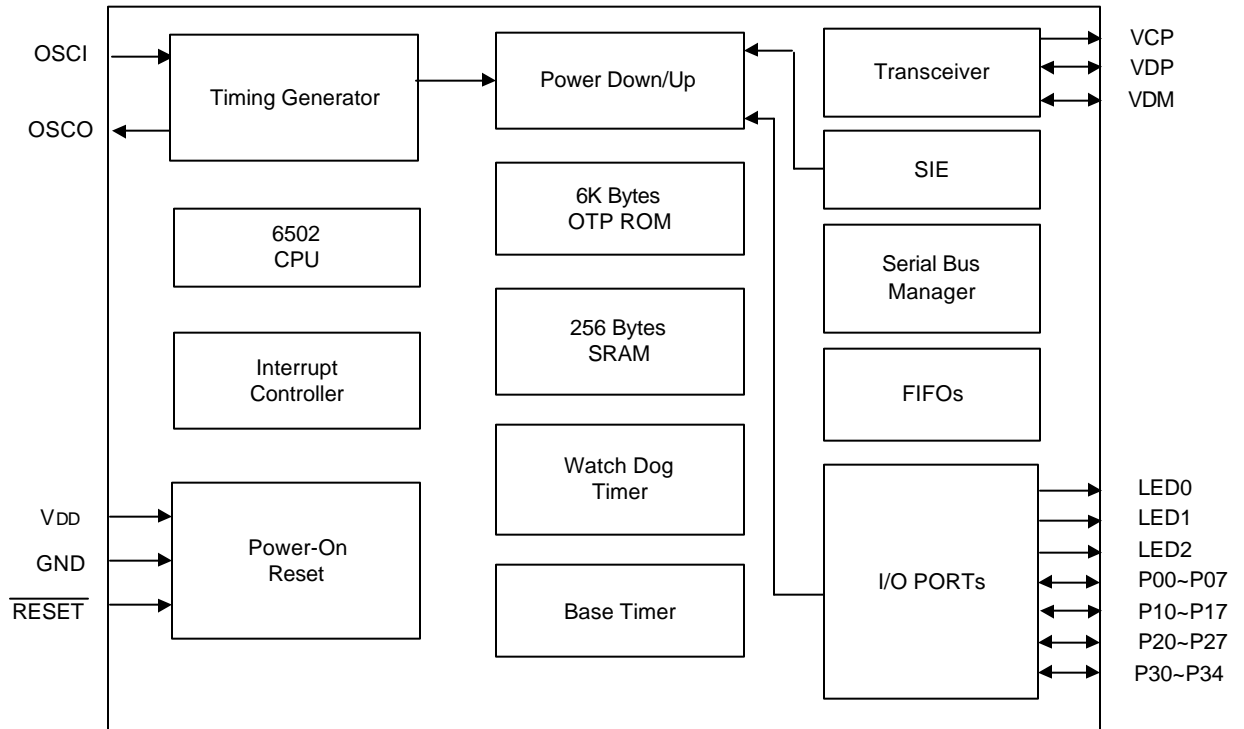 OSCI
OSCO
Timing Generator
Power Down/Up
Transceiver
VCP
VDP
VDM
SIE
6K Bytes
OTP ROM
6502
CPU
Serial Bus
Manager
256 Bytes
SRAM
Interrupt
Controller
FIFOs
Watch Dog
Timer
VDD
GND
RESET
Power-On
Reset
Base Timer
I/O PORTs
LED0
LED1
LED2
P00~P07
P10~P17
P20~P27
P30~P34